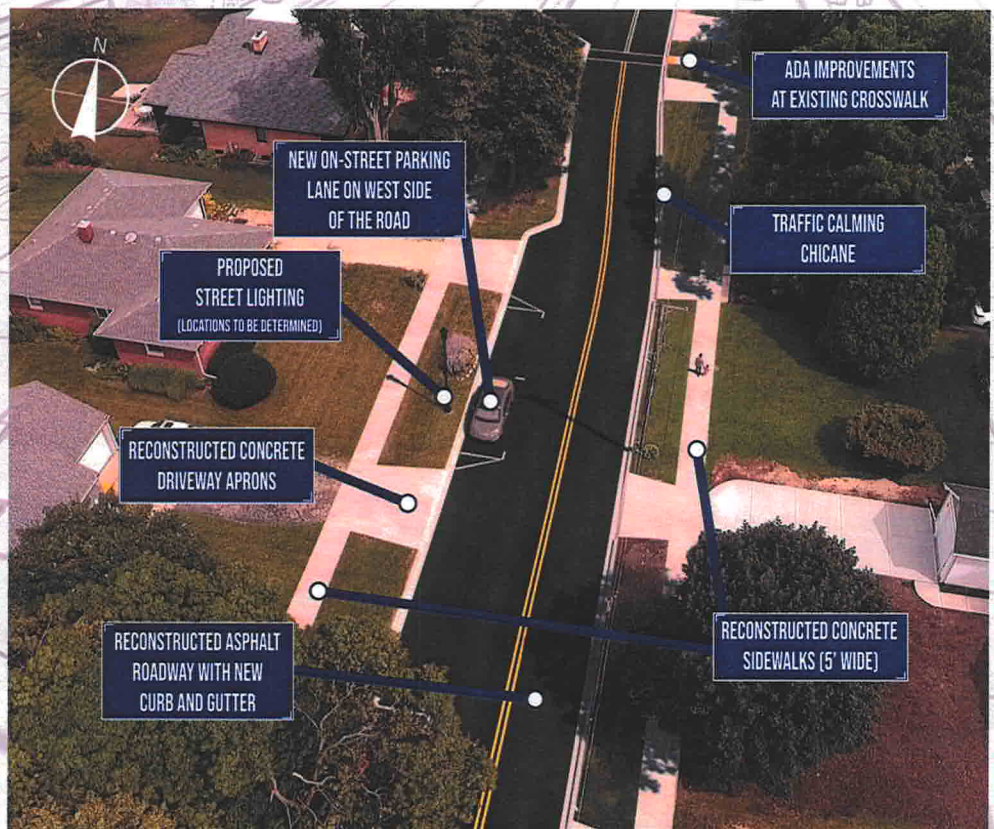 N
ADA IMPROVEMENTS
AT EXISTING CROSSWALK
NEW ON-STREET PARKING
LANE ON WEST SIDE
OF THE ROAD
TRAFFIC CALMING
CHICANE
PROPOSED
STREET LIGHTING
(LOCATIONS TO BE DETERMINED)
RECONSTRUCTED CONCRETE
DRIVEWAY APRONS
RECONSTRUCTED ASPHALT
ROADWAY WITH NEW
CURB AND GUTTER
RECONSTRUCTED CONCRETE
SIDEWALKS (5' WIDE)